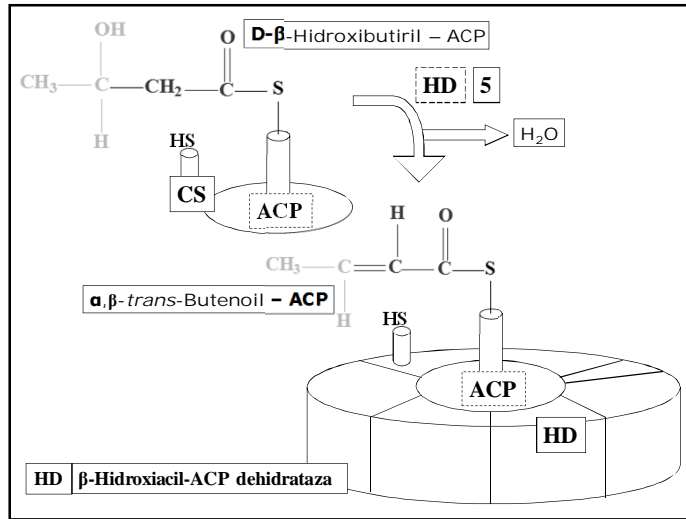 D-β-Hidroxibutiril – ACP
OH
O
CH₃ C CH₂ C S
H
HD 5
H₂O
HS
CS
ACP
H O
CH₃ C C C S
H
α,β-trans-Butenoil – ACP
HS
ACP
HD
HD β-Hidroxiacil-ACP dehidrataza